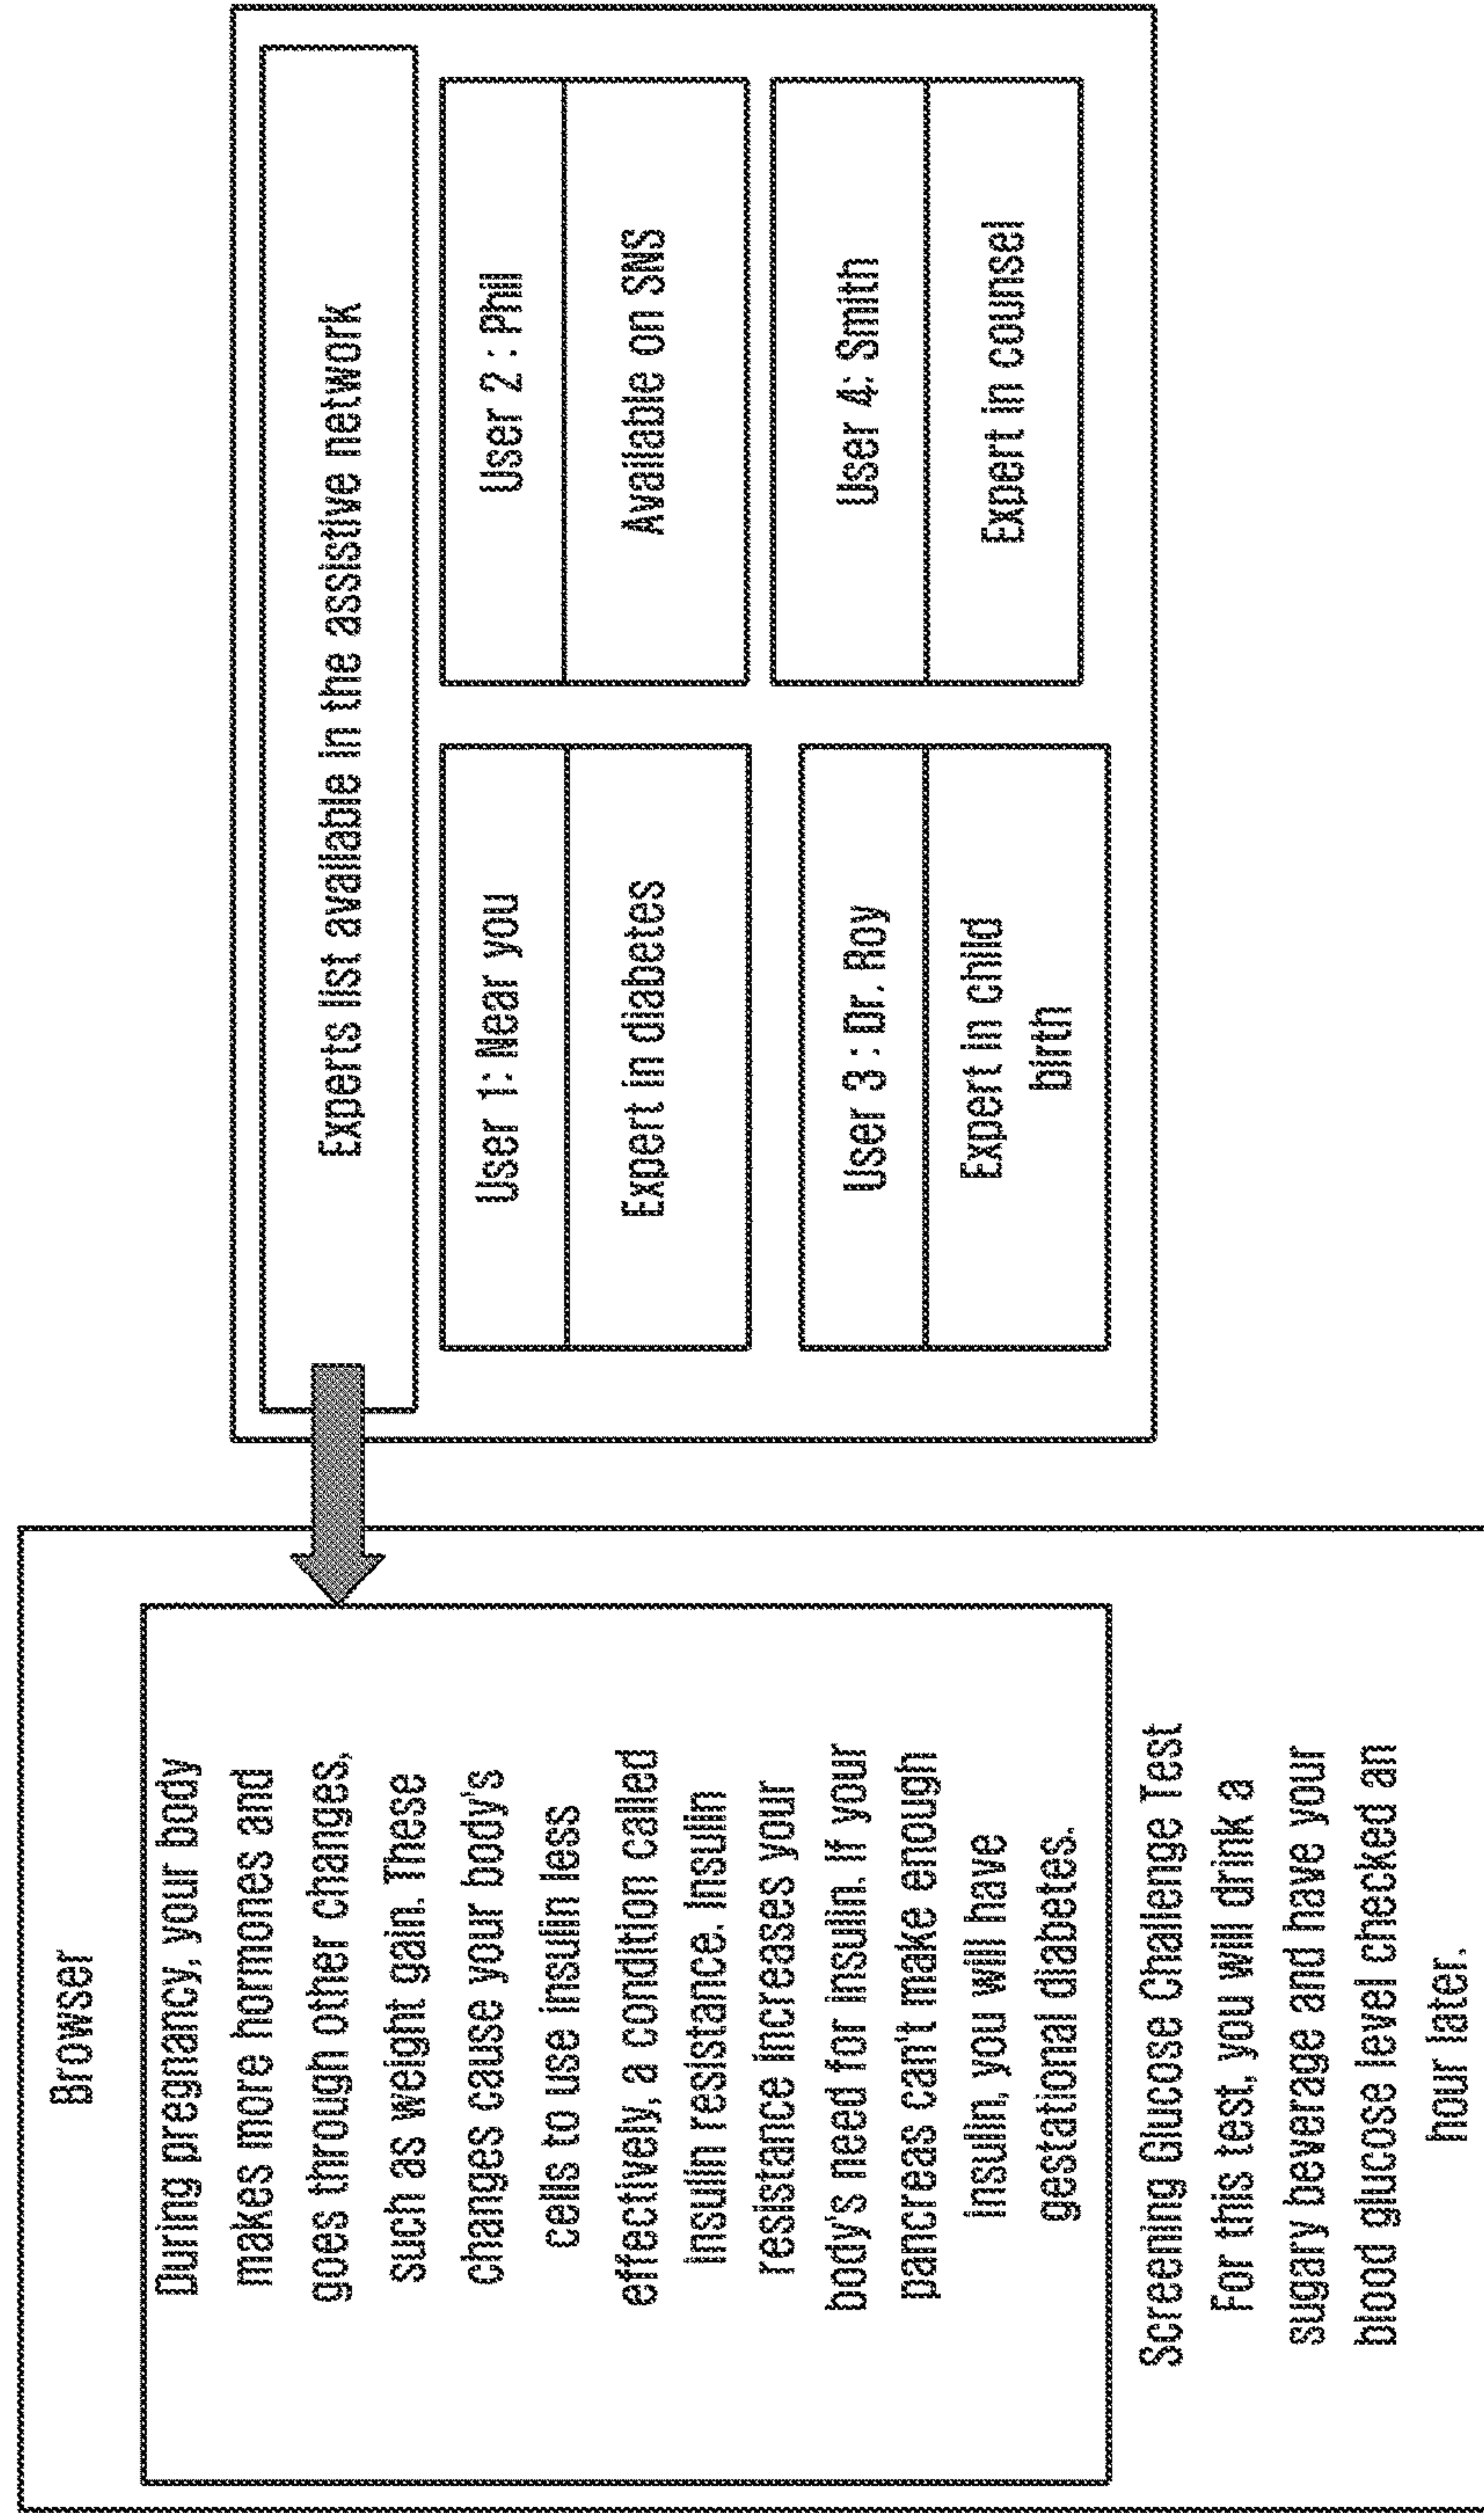 Browser
During pregnancy, your body
makes more hormones and
goes through other changes,
such as weight gain. These
changes cause your body's
cells to use insulin less
effectively, a condition called
insulin resistance. Insulin
resistance increases your
body's need for insulin. If your
pancreas can't make enough
insulin, you will have
gestational diabetes.
Screening Glucose Challenge Test
For this test, you will drink a
sugary beverage and have your
blood glucose level checked an
hour later.
Experts list available in the assistive network
User 1: Near you
Expert in diabetes
User 2 : Phill
Available on SNS
User 3 : Dr. Roy
Expert in child
birth
User 4: Smith
Expert in counsel